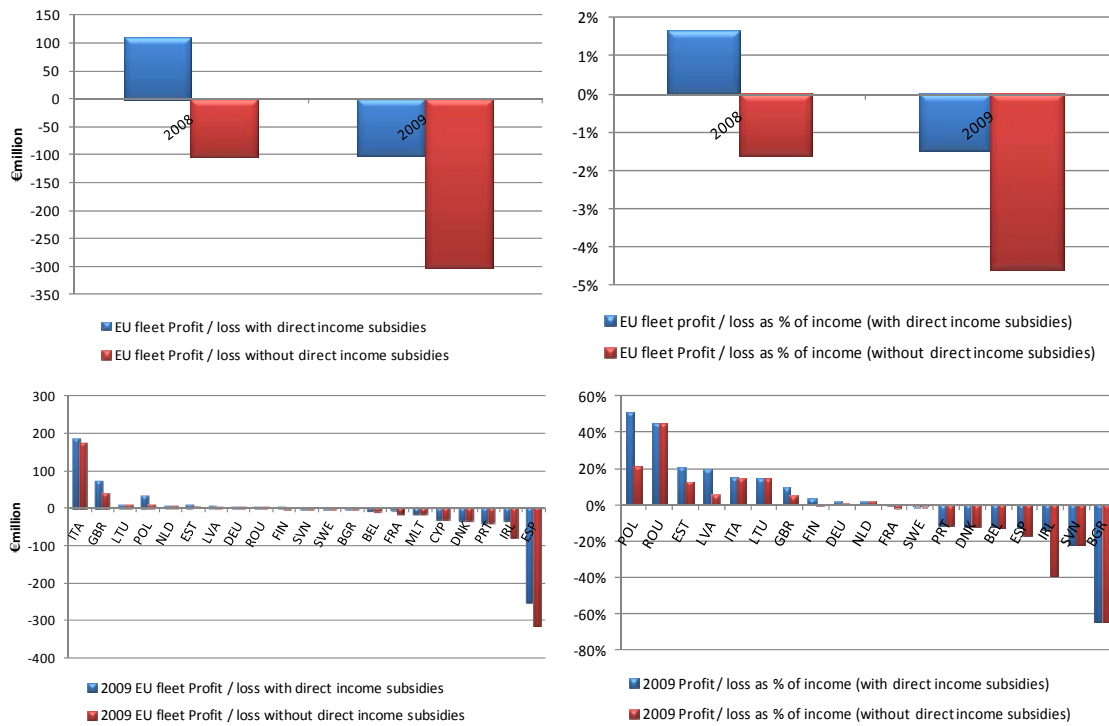 150
100
50
0
-50
-100
-150
-200
-250
-300
-350
€million
2008
2009
EU fleet Profit / loss with direct income subsidies
EU fleet Profit / loss without direct income subsidies
2%
1%
0%
-1%
-2%
-3%
-4%
-5%
2008
2009
EU fleet profit / loss as % of income (with direct income subsidies)
EU fleet Profit / loss as % of income (without direct income subsidies)
300
200
100
0
-100
-200
-300
-400
€million
ITA
GBR
LTU
POL
NLD
EST
LVA
DEU
ROU
FIN
SVN
SWE
BGR
BEL
FRA
MLT
CYP
DNK
PRT
IRL
ESP
2009 EU fleet Profit / loss with direct income subsidies
2009 EU fleet Profit / loss without direct income subsidies
60%
40%
20%
0%
-20%
-40%
-60%
-80%
POL
ROU
EST
LVA
ITA
LTU
GBR
FIN
DEU
NLD
FRA
SWE
PRT
DNK
BEL
ESP
IRL
SVN
BGR
2009 Profit/ loss as % of income (with direct income subsidies)
2009 Profit/ loss as % of income (without direct income subsidies)